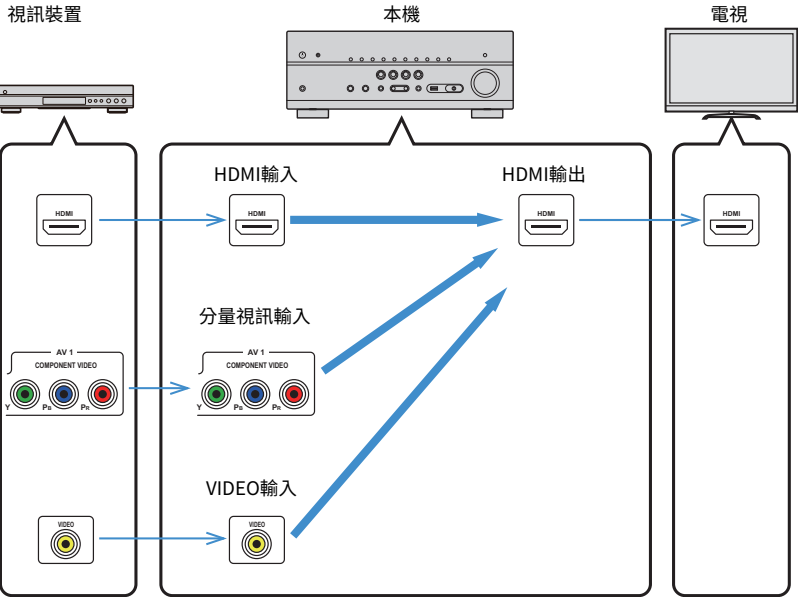 視訊裝置
本機
電視
HDMI輸入
HDMI輸出
HDMI
HDMI
HDMI
HDMI
分量視訊輸入
AV 1
COMPONENT VIDEO
Y
PB
PR
AV 1
COMPONENT VIDEO
Y
PB
PR
VIDEO輸入
VIDEO
VIDEO